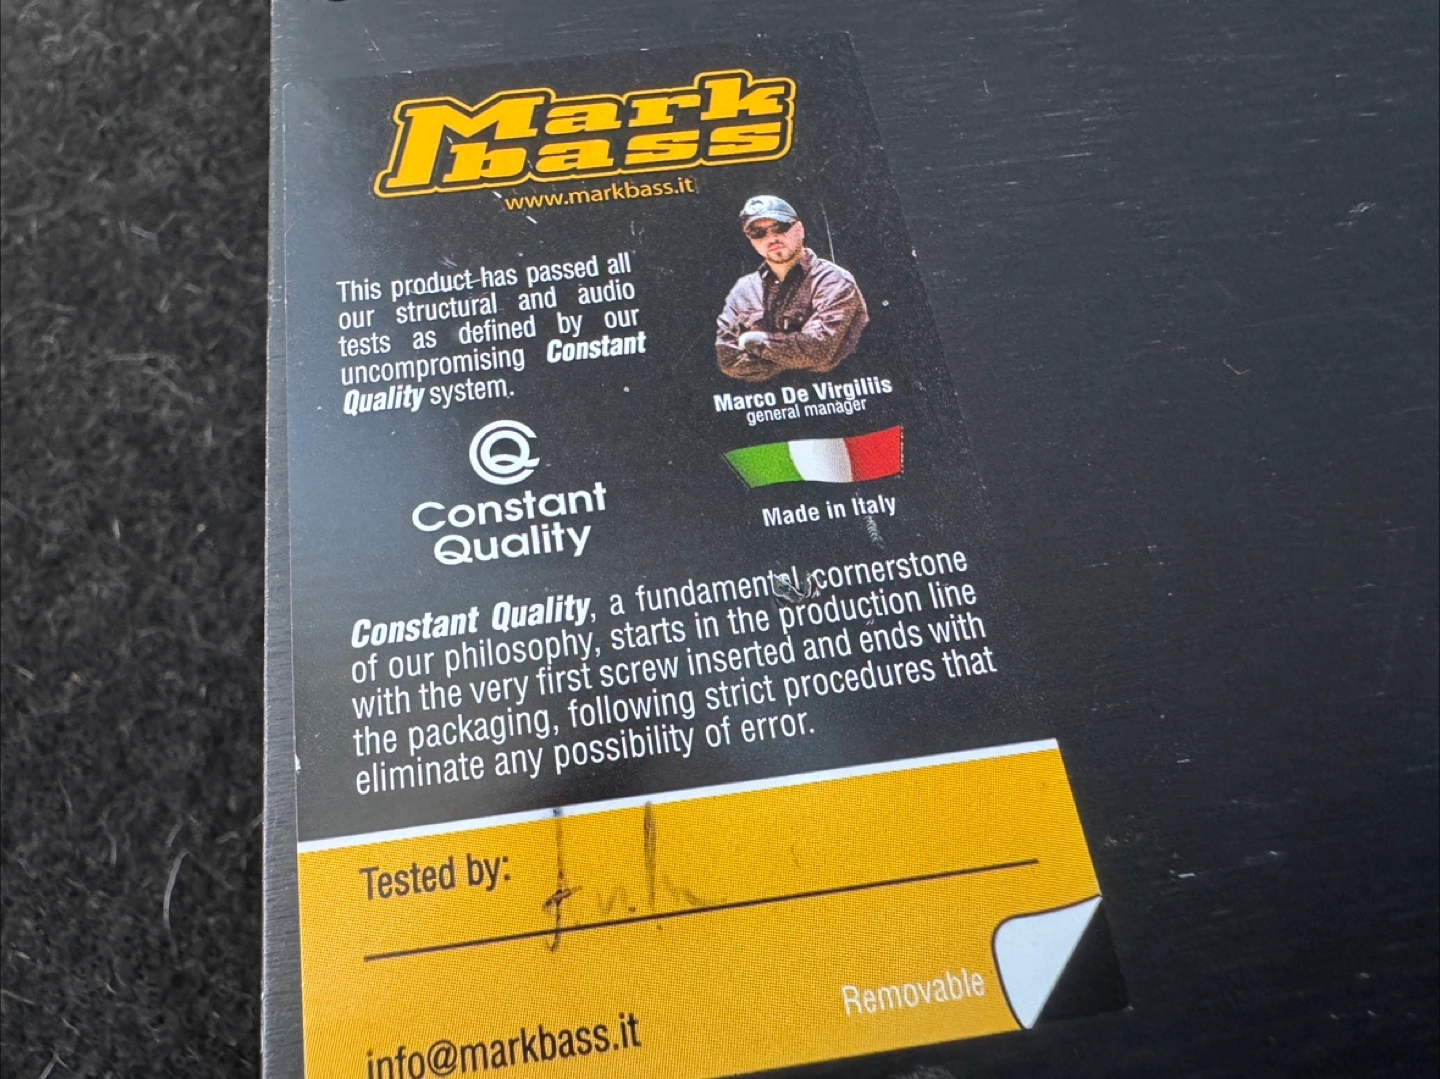 Mark
bass
www.markbass.it
This product has passed all
our structural and audio
tests as defined by our
uncompromising Constant
Quality system.
Marco De Virgiliis
general manager
CQ
Constant
Quality
Made in Italy
Constant Quality, a fundamental cornerstone
of our philosophy, starts in the production line
with the very first screw inserted and ends with
the packaging, following strict procedures that
eliminate any possibility of error.
Tested by:
Removable
info@markbass.it